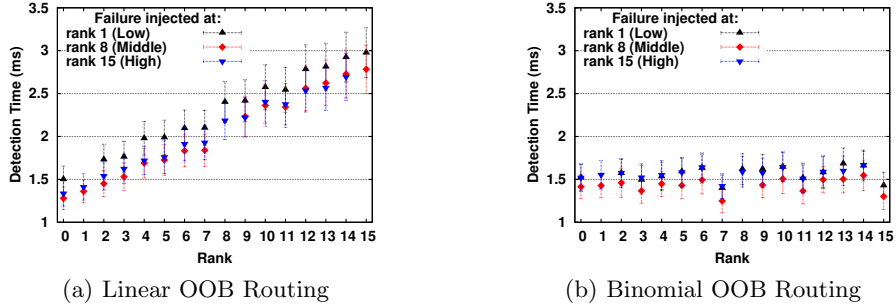 Failure injected at:
rank 1 (Low)
rank 8 (Middle)
rank 15 (High)
Detection Time (ms)
3.5
3
2.5
2
1.5
1
0 1 2 3 4 5 6 7 8 9 10 11 12 13 14 15
Rank
(a) Linear OOB Routing
Failure injected at:
rank 1 (Low)
rank 8 (Middle)
rank 15 (High)
Detection Time (ms)
3.5
3
2.5
2
1.5
1
0 1 2 3 4 5 6 7 8 9 10 11 12 13 14 15
Rank
(b) Binomial OOB Routing